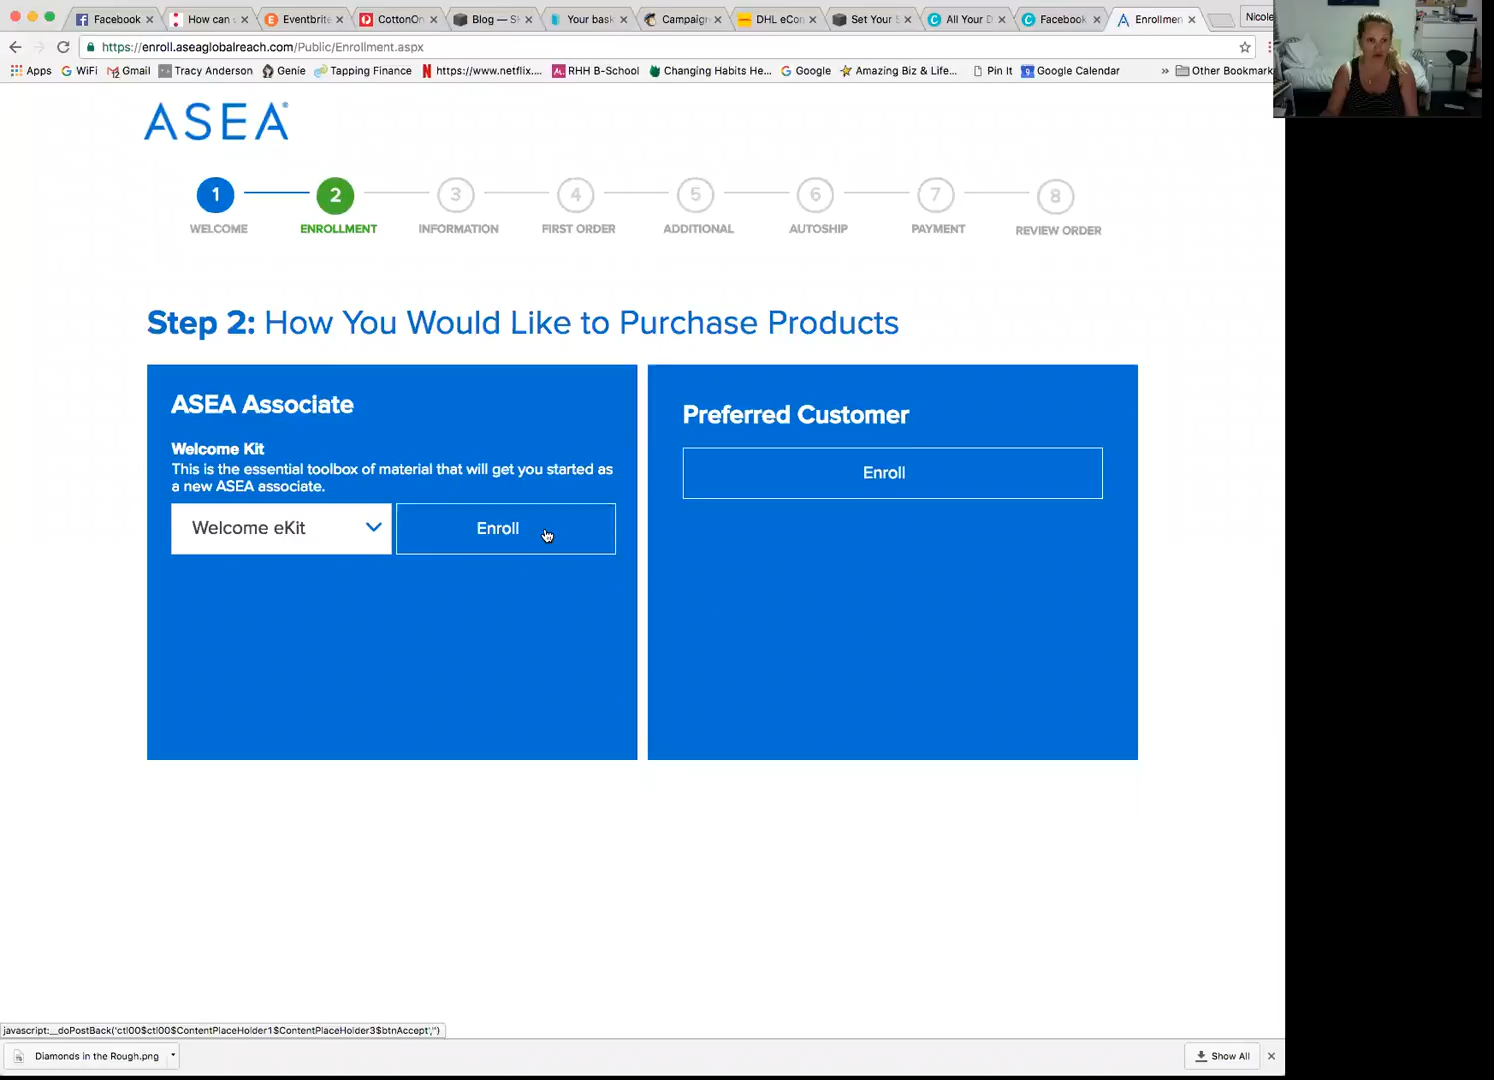 Facebook
How can
Eventbrite
CottonOn
Blog — S
Your bask
Campaign
DHL eCon
Set Your S
All Your D
Facebook
Enrollmen
Nicole
https://enroll.aseaglobalreach.com/Public/Enrollment.aspx
Apps
WiFi
Gmail
Tracy Anderson
Genie
Tapping Finance
https://www.netflix....
RHH B-School
Changing Habits He...
Google
Amazing Biz & Life...
Pin It
Google Calendar
»
Other Bookmark
ASEA®
1 2 3 4 5 6 7 8
WELCOME ENROLLMENT INFORMATION FIRST ORDER ADDITIONAL AUTOSHIP PAYMENT REVIEW ORDER
Step 2: How You Would Like to Purchase Products
ASEA Associate
Welcome Kit
This is the essential toolbox of material that will get you started as
a new ASEA associate.
Welcome eKit
Enroll
Preferred Customer
Enroll
javascript:__doPostBack('ctl00$ctl00$ContentPlaceHolder1$ContentPlaceHolder3$btnAccept','')
Diamonds in the Rough.png
Show All